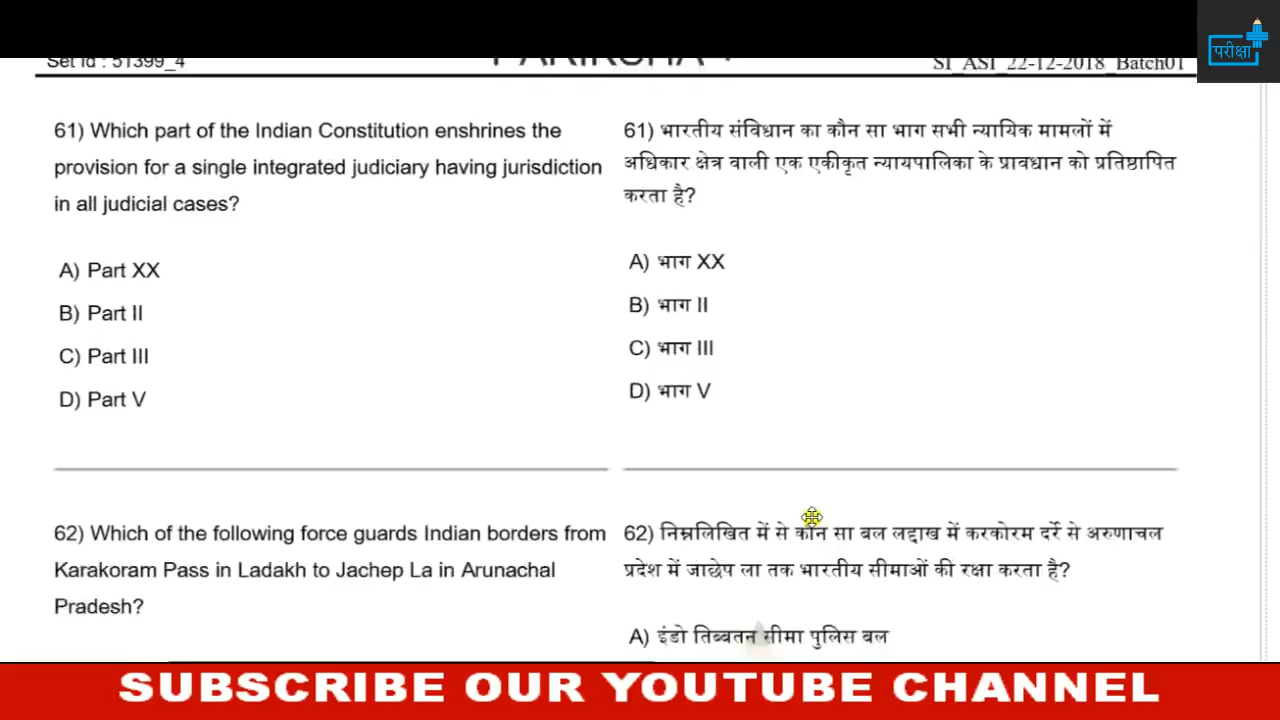 परीक्षा
Set Id : 51399_4
PARIKSHA
SI_ASI_22-12-2018_Batch01
61) Which part of the Indian Constitution enshrines the
provision for a single integrated judiciary having jurisdiction
in all judicial cases?
A) Part XX
B) Part II
C) Part III
D) Part V
61) भारतीय संविधान का कौन सा भाग सभी न्यायिक मामलों में
अधिकार क्षेत्र वाली एक एकीकृत न्यायपालिका के प्रावधान को प्रतिष्ठापित
करता है?
A) भाग XX
B) भाग II
C) भाग III
D) भाग V
62) Which of the following force guards Indian borders from
Karakoram Pass in Ladakh to Jachep La in Arunachal
Pradesh?
62) निम्नलिखित में से कौन सा बल लद्दाख में करकोरम दर्रे से अरुणाचल
प्रदेश में जाछेप ला तक भारतीय सीमाओं की रक्षा करता है?
A) इंडो तिब्बतन सीमा पुलिस बल
SUBSCRIBE OUR YOUTUBE CHANNEL